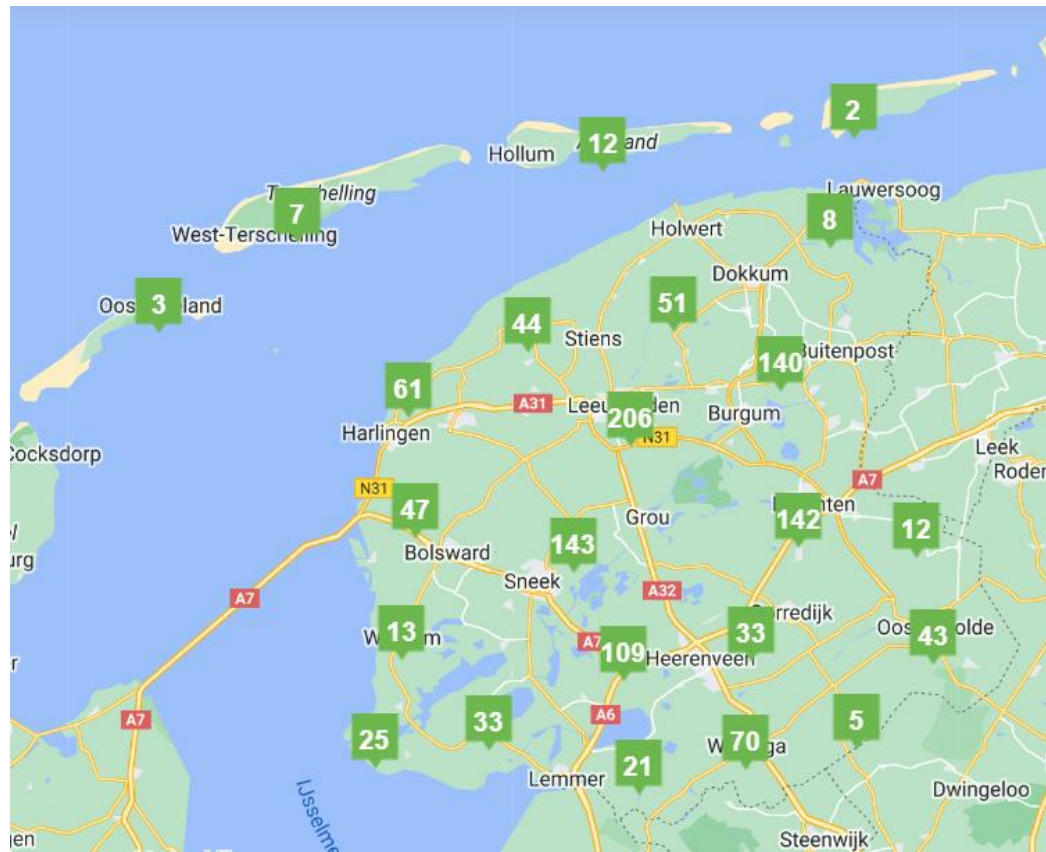 2
12
Hollum
7
West-Terschelling
Lauwersoog
8
Holwert
Dokkum
3
51
44
Stiens
140
Buitenpost
61
A31
206
Burgum
Harlingen
N31
Leek
A7
N31
47
Grou
142
12
143
Bolsward
Sneek
A32
A7
13
33
43
A7
109
Heerenveen
A7
25
33
A6
70
5
21
Lemmer
Dwingeloo
Steenwijk